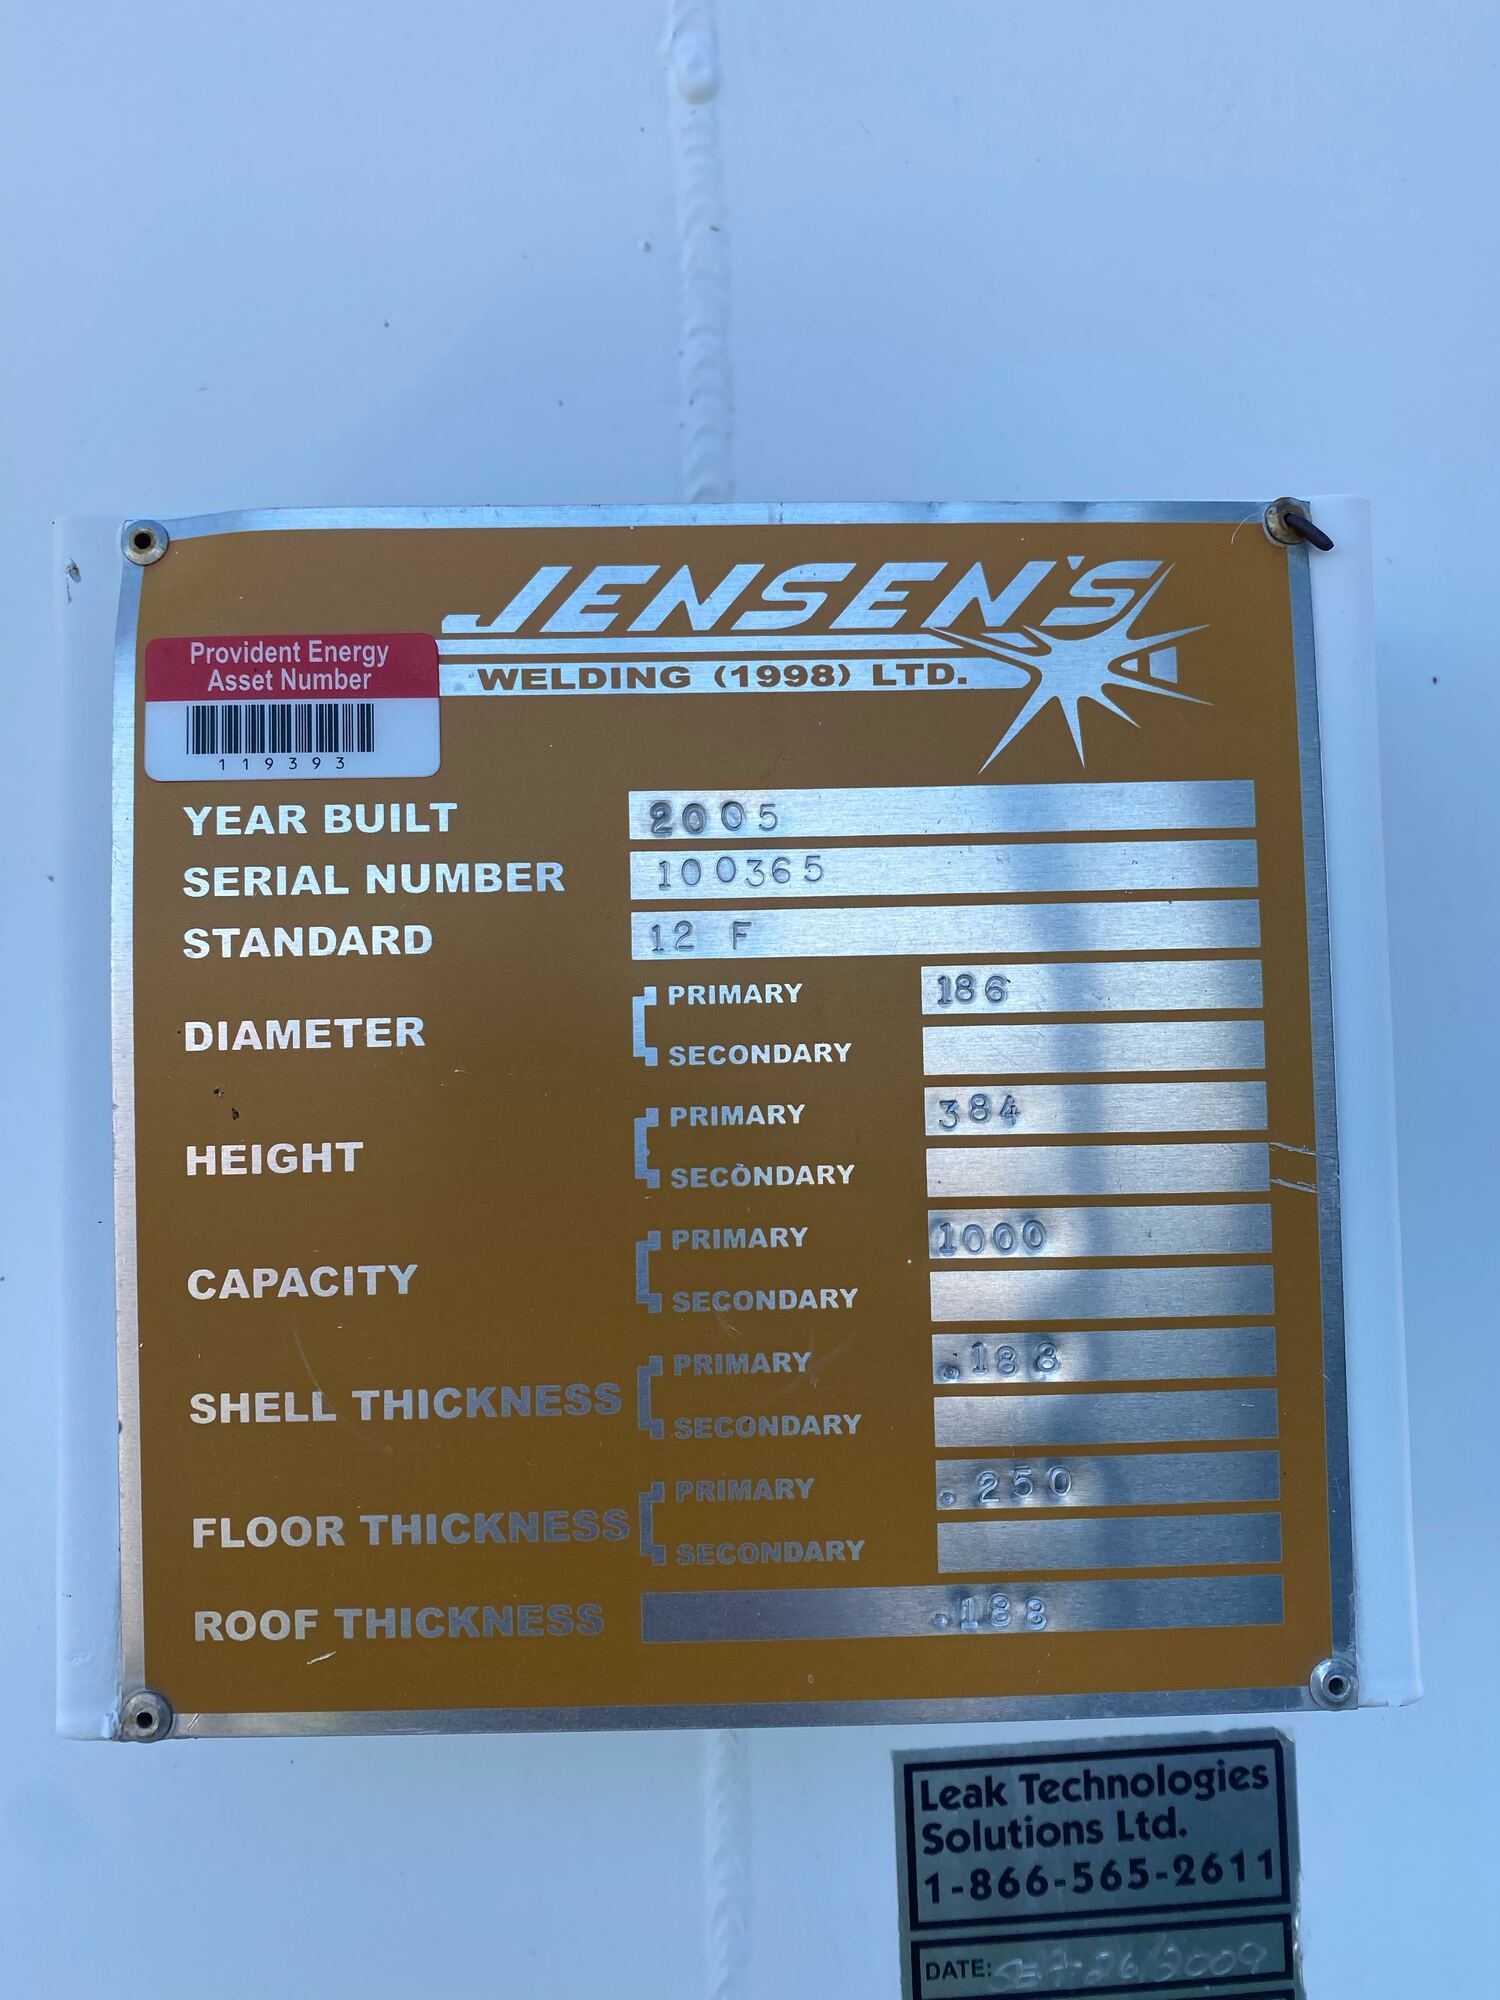 JENSEN'S
WELDING (1998) LTD.
Provident Energy
Asset Number
119393
YEAR BUILT 2005
SERIAL NUMBER 100365
STANDARD 12 F
DIAMETER
PRIMARY 186
SECONDARY
HEIGHT
PRIMARY 384
SECONDARY
CAPACITY
PRIMARY 1000
SECONDARY
SHELL THICKNESS
PRIMARY .188
SECONDARY
FLOOR THICKNESS
PRIMARY .250
SECONDARY
ROOF THICKNESS .188
Leak Technologies
Solutions Ltd.
1-866-565-2611
DATE: